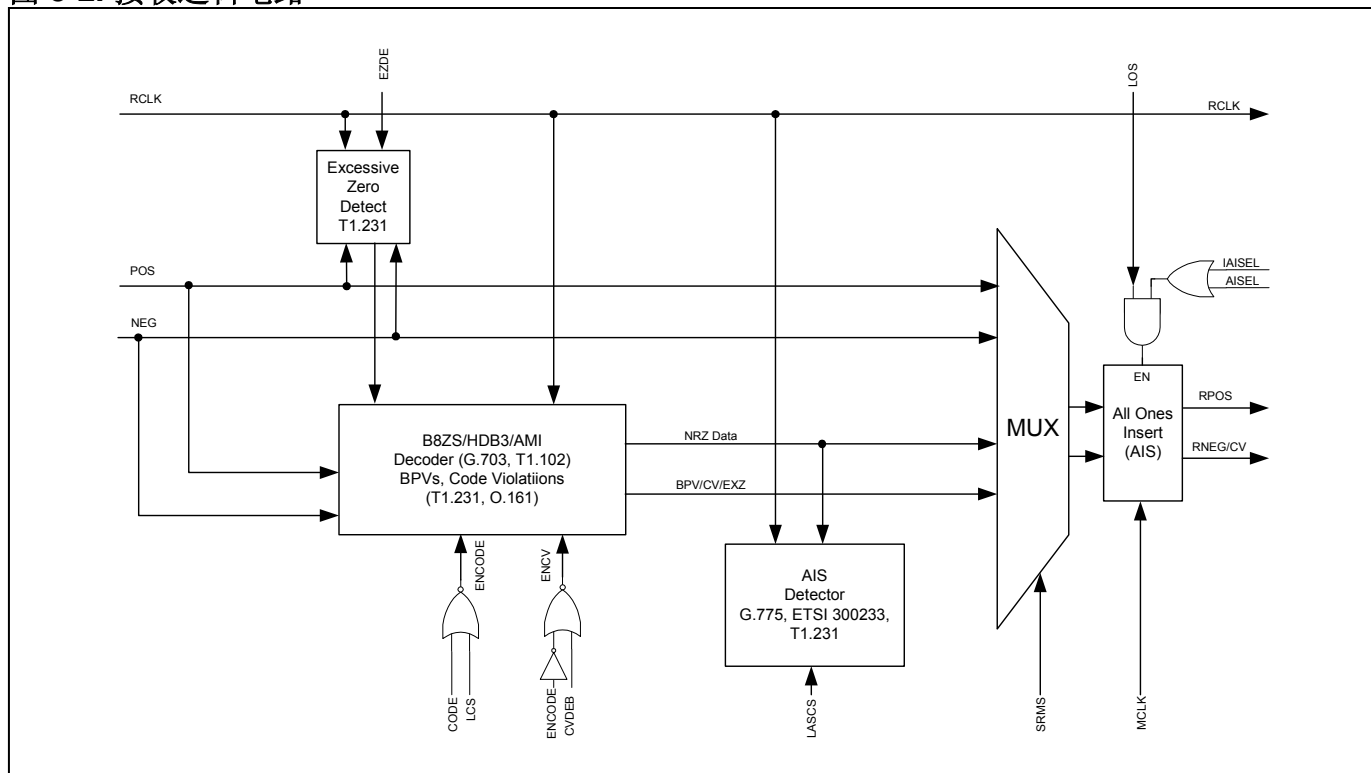 EZDE
LOS
RCLK
RCLK
IAISEL
AISEL
Excessive
Zero
Detect
T1.231
POS
NEG
EN
All Ones
Insert
(AIS)
RPOS
RNEG/CV
MUX
B8ZS/HDB3/AMI
Decoder (G.703, T1.102)
BPVs, Code Violatiions
(T1.231, O.161)
NRZ Data
BPV/CV/EXZ
ENCODE
ENCV
AIS
Detector
G.775, ETSI 300233,
T1.231
CODE
LCS
ENCODE
CVDEB
LASCS
SRMS
MCLK